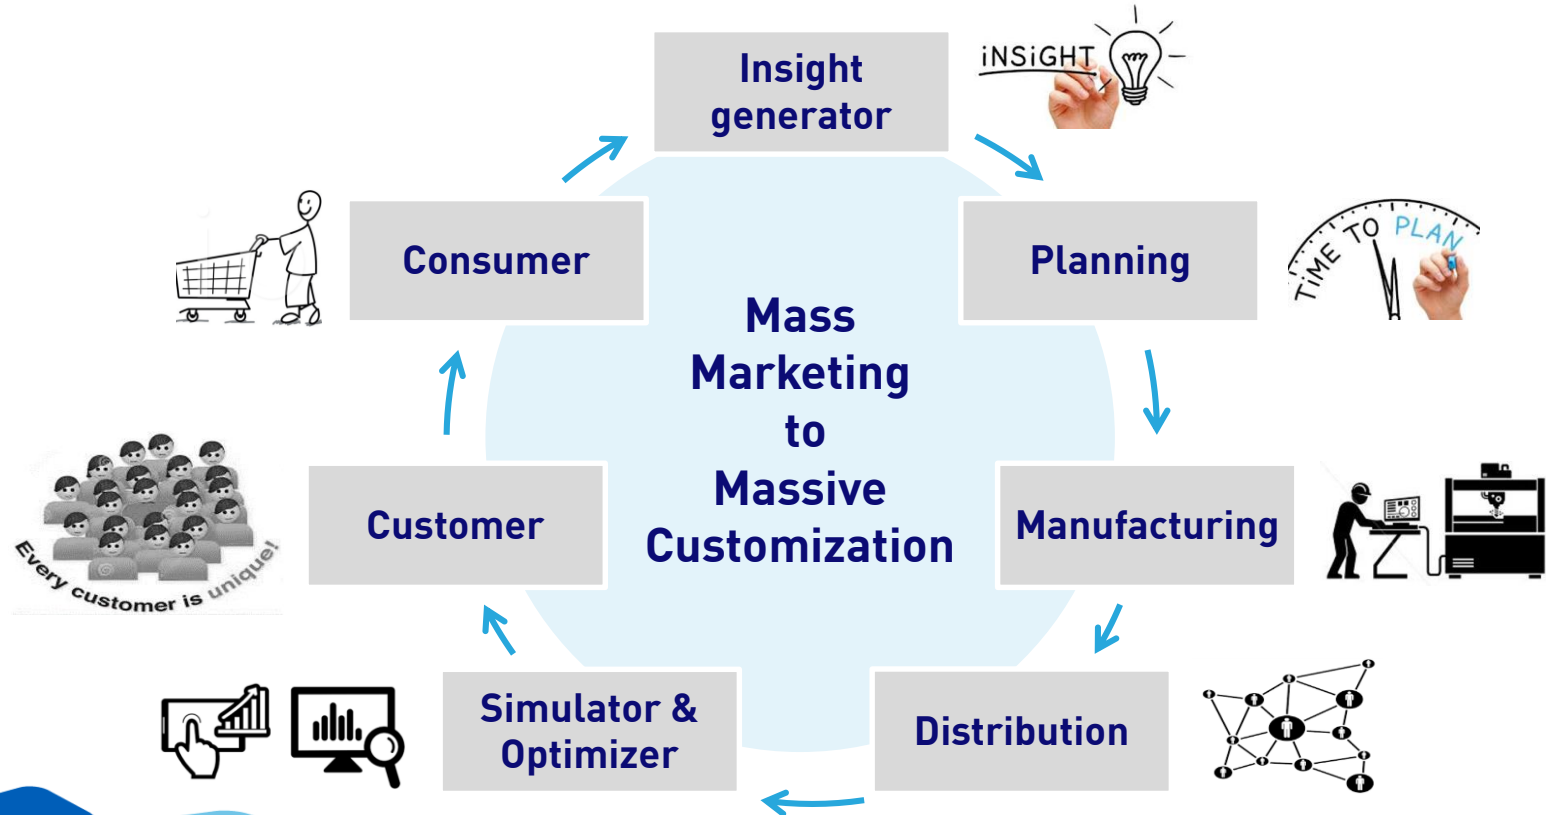 Insight
generator
iNSiGHT
Consumer
Planning
TiME TO PLAN
Mass
Marketing
to
Massive
Customization
Customer
Manufacturing
Every customer is unique!
Simulator &
Optimizer
Distribution